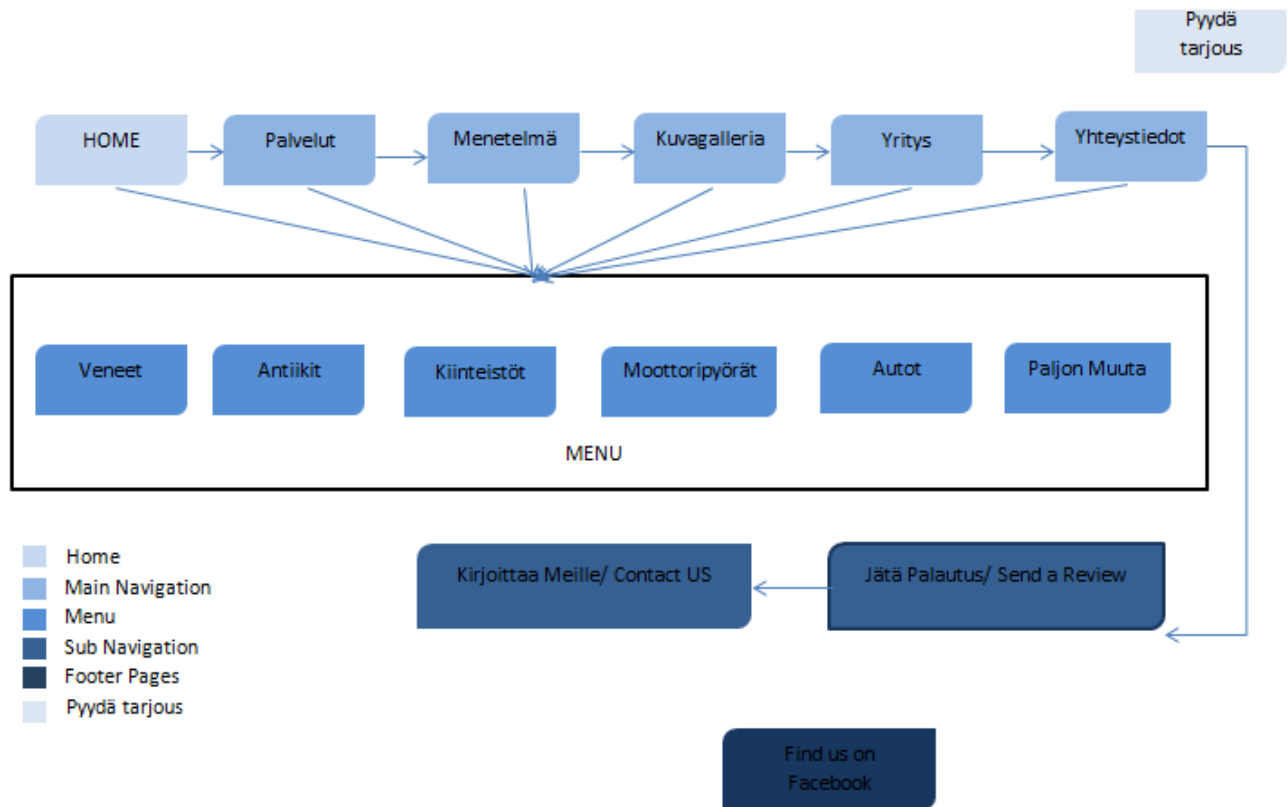 Pyydä
tarjous
HOME
Palvelut
Menetelmä
Kuvagalleria
Yritys
Yhteystiedot
Veneet
Antiikit
Kiinteistöt
Moottoripyörät
Autot
Paljon Muuta
MENU
Home
Main Navigation
Menu
Sub Navigation
Footer Pages
Pyydä tarjous
Kirjoittaa Meille/ Contact US
Jätä Palautus/ Send a Review
Find us on
Facebook